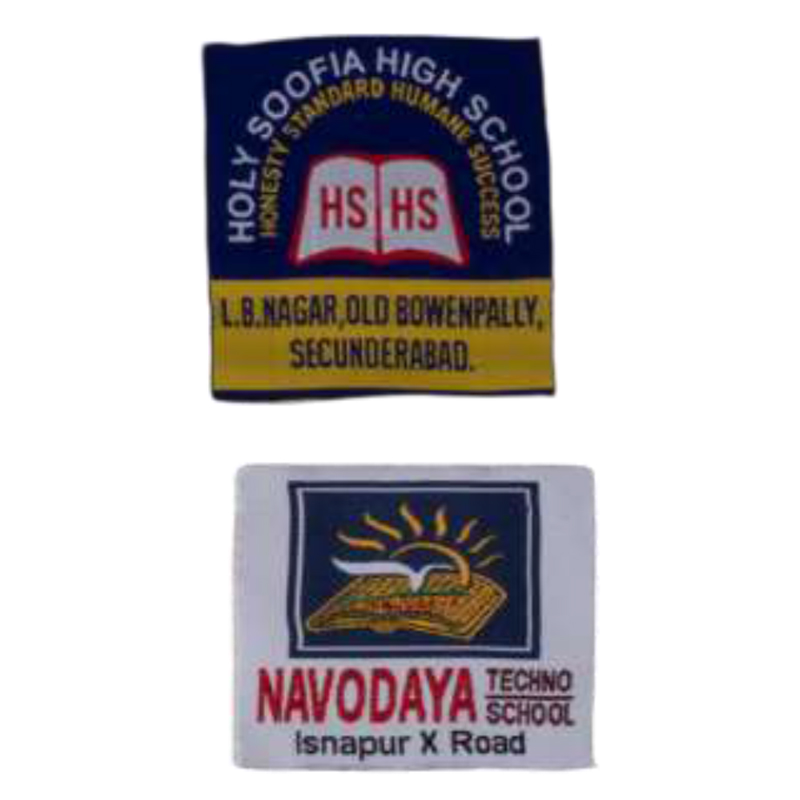 HOLY SOOFIA HIGH SCHOOL
HONESTY STANDARD HUMANE SUCCESS
HS HS
L.B.NAGAR,OLD BOWENPALLY,
SECUNDERABAD.
NAVODAYA TECHNO
SCHOOL
Isnapur X Road